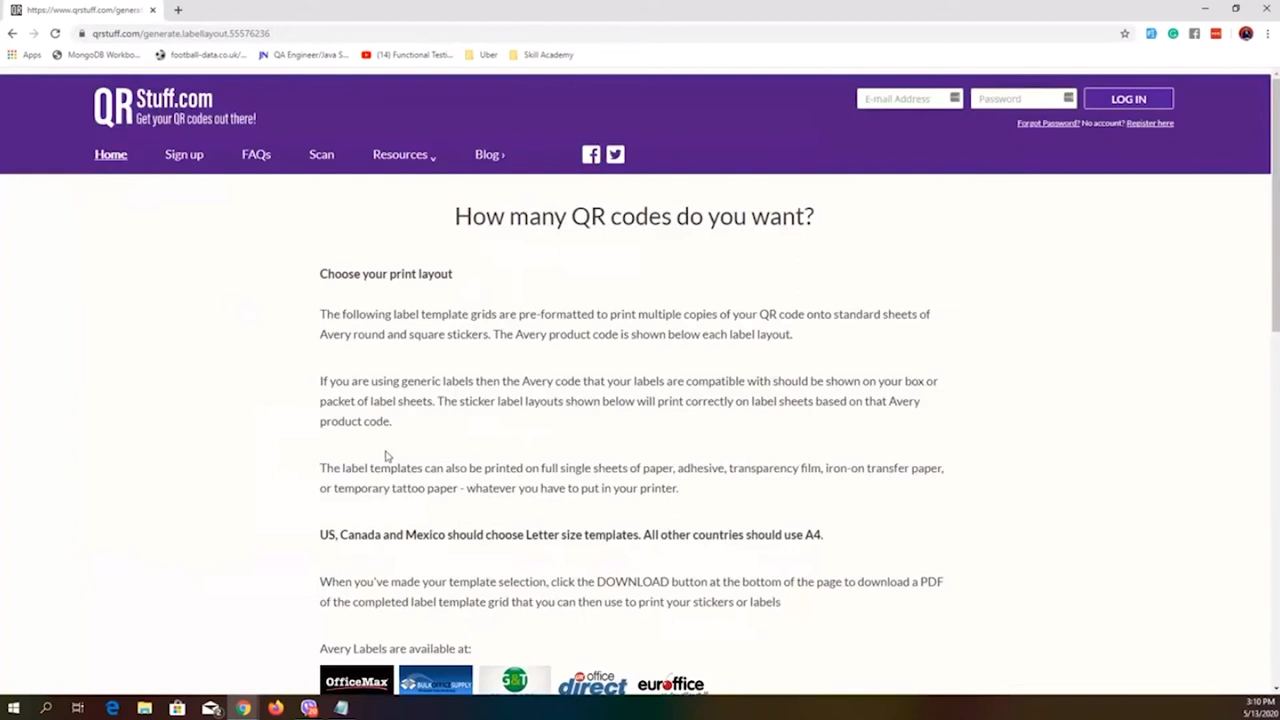 https://www.qrstuff.com/generat
qrstuff.com/generate.labellayout.55576236
Apps
MongoDB Workbo...
football-data.co.uk/...
QA Engineer/Java S...
(14) Functional Testi...
Uber
Skill Academy
QR Stuff.com
Get your QR codes out there!
E-mail Address
Password
LOG IN
Forgot Password? No account? Register here
Home
Sign up
FAQs
Scan
Resources
Blog ›
How many QR codes do you want?
Choose your print layout
The following label template grids are pre-formatted to print multiple copies of your QR code onto standard sheets of
Avery round and square stickers. The Avery product code is shown below each label layout.
If you are using generic labels then the Avery code that your labels are compatible with should be shown on your box or
packet of label sheets. The sticker label layouts shown below will print correctly on label sheets based on that Avery
product code.
The label templates can also be printed on full single sheets of paper, adhesive, transparency film, iron-on transfer paper,
or temporary tattoo paper - whatever you have to put in your printer.
US, Canada and Mexico should choose Letter size templates. All other countries should use A4.
When you've made your template selection, click the DOWNLOAD button at the bottom of the page to download a PDF
of the completed label template grid that you can then use to print your stickers or labels
Avery Labels are available at:
OfficeMax
BULKOFFICESUPPLY
G&T
office direct
euroffice
3:10 PM
5/13/2020